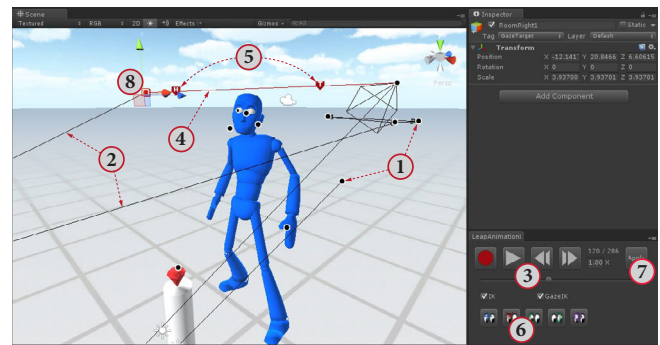 Scene
Textured RGB 2D Effects Gizmos
Persp
8
5
4
2
1
Inspector
RoomRight1 Static
Tag GazeTarget Layer Default
Transform
Position X -12.141 Y 20.8466 Z 6.60615
Rotation X 0 Y 0 Z 0
Scale X 3.93700 Y 3.93701 Z 3.93701
Add Component
LeapAnimationI
120 / 286
1.00 X
Apply
3
7
IK GazeIK
6